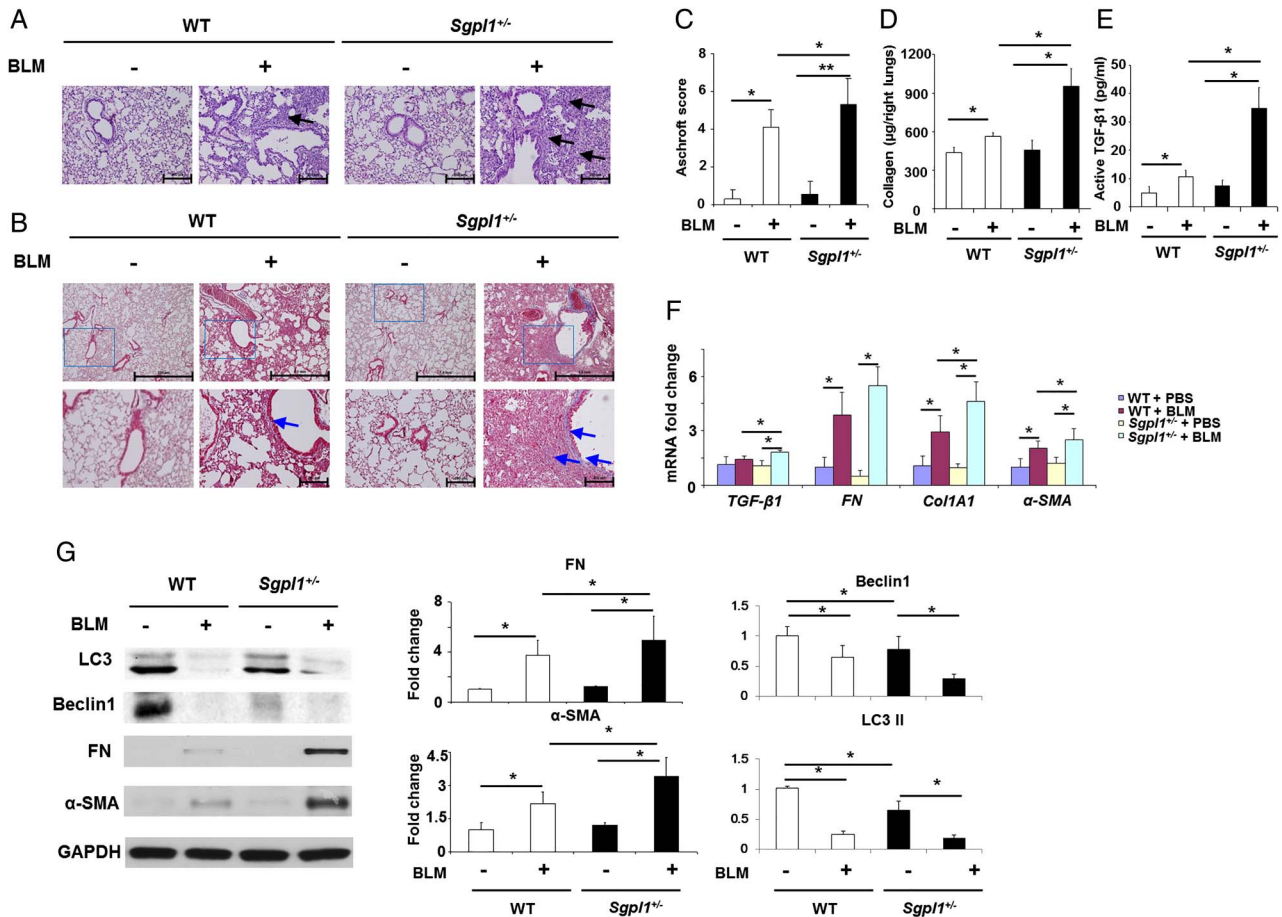 A
WT Sgpl1+/-
BLM - + - +
B
WT Sgpl1+/-
BLM - + - +
C
Aschroft score
8
6
4
2
0
* ** *
BLM - + - +
WT Sgpl1+/-
D
Collagen (µg/right lungs)
1200
900
600
300
0
* * *
BLM - + - +
WT Sgpl1+/-
E
Active TGF-β1 (pg/ml)
50
40
30
20
10
0
* * *
BLM - + - +
WT Sgpl1+/-
F
mRNA fold change
6
3
0
* * * * * * * * * *
TGF-β1 FN Col1A1 α-SMA
WT + PBS
WT + BLM
Sgpl1+/- + PBS
Sgpl1+/- + BLM
G
WT Sgpl1+/-
BLM - + - +
LC3
Beclin1
FN
α-SMA
GAPDH
FN
Fold change
8
4
0
* * *
α-SMA
Fold change
4.5
3
1.5
0
* * *
BLM - + - +
WT Sgpl1+/-
Beclin1
1.5
1
0.5
0
* * *
LC3 II
1.5
1
0.5
0
* * *
BLM - + - +
WT Sgpl1+/-